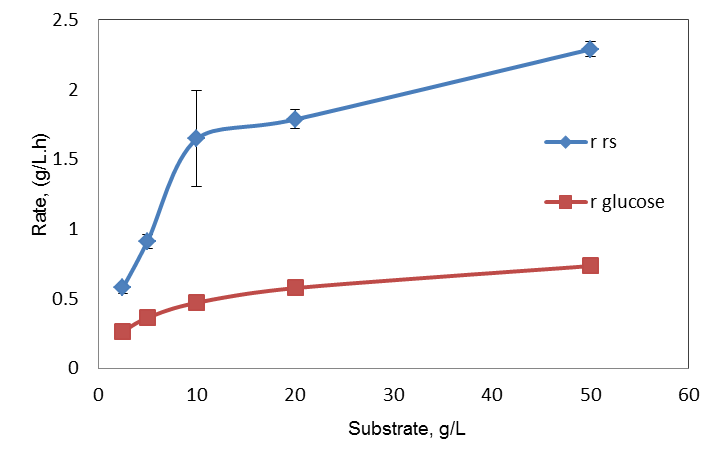 2.5
2
1.5
1
0.5
0
Rate, (g/L.h)
r rs
r glucose
0 10 20 30 40 50 60
Substrate, g/L